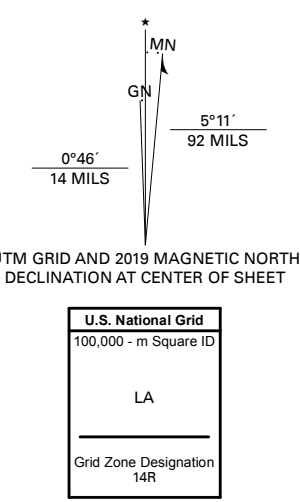 MN
GN
5°11´
92 MILS
0°46´
14 MILS
UTM GRID AND 2019 MAGNETIC NORTH
DECLINATION AT CENTER OF SHEET
U.S. National Grid
100,000 - m Square ID
LA
Grid Zone Designation
14R